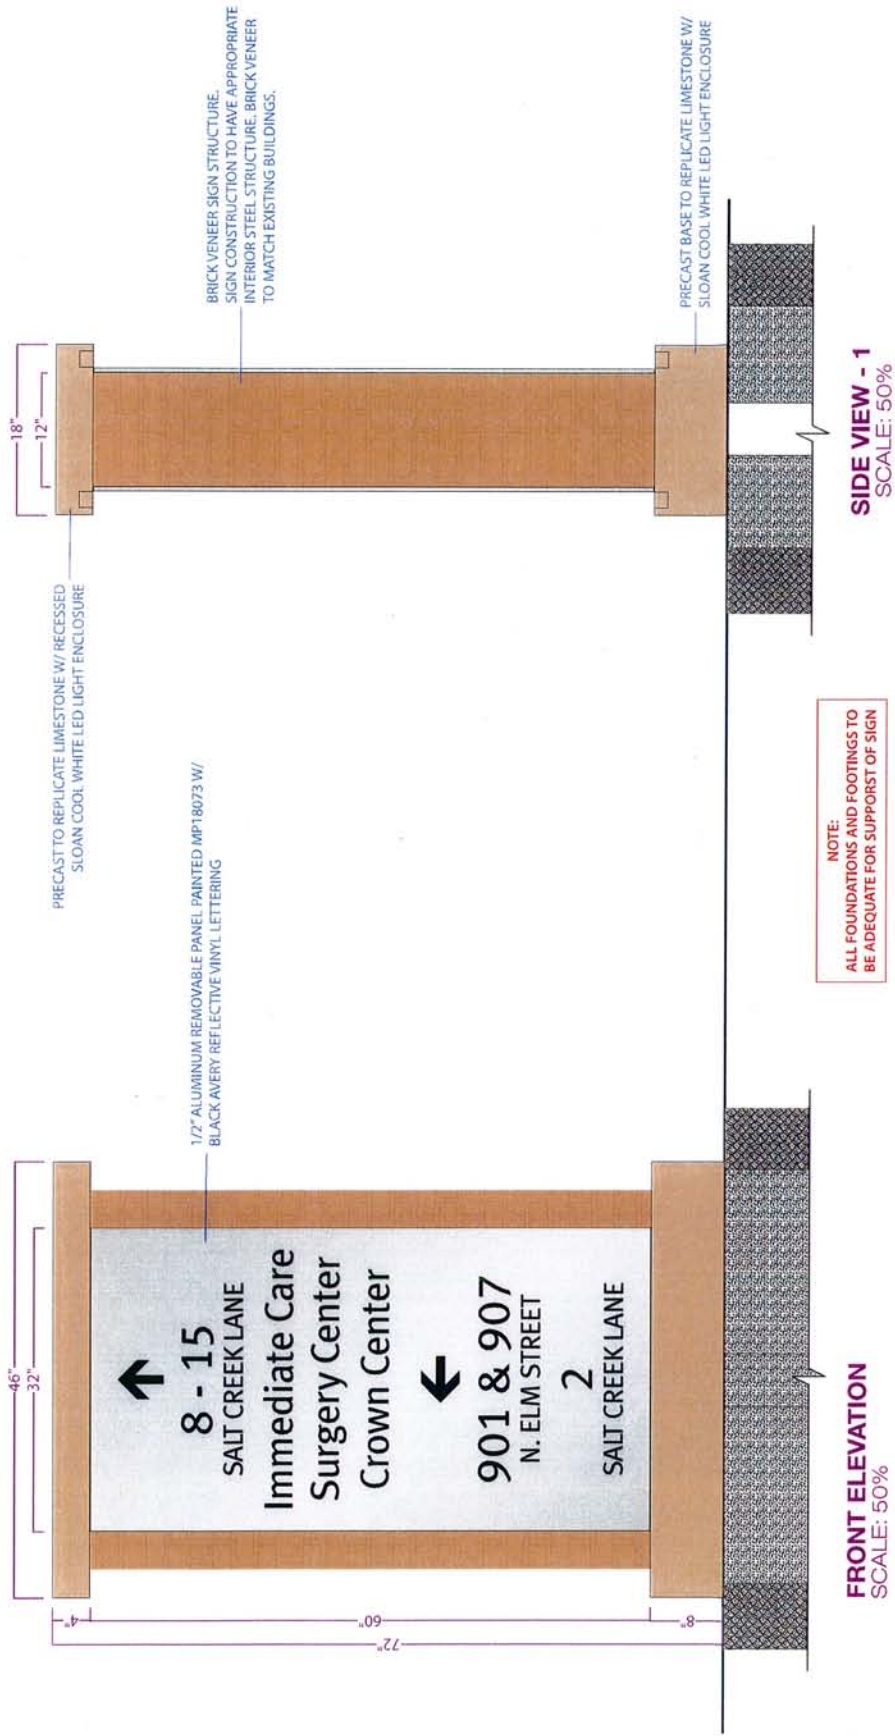 46"
32"
4"
60"
72"
8"
8 - 15
SALT CREEK LANE
Immediate Care
Surgery Center
Crown Center
901 & 907
N. ELM STREET
2
SALT CREEK LANE
FRONT ELEVATION
SCALE: 50%
1/2" ALUMINUM REMOVABLE PANEL PAINTED MP18073 W/
BLACK AVERY REFLECTIVE VINYL LETTERING
PRECAST TO REPLICATE LIMESTONE W/ RECESSED
SLOAN COOL WHITE LED LIGHT ENCLOSURE
NOTE:
ALL FOUNDATIONS AND FOOTINGS TO
BE ADEQUATE FOR SUPPORST OF SIGN
18"
12"
BRICK VENEER SIGN STRUCTURE.
SIGN CONSTRUCTION TO HAVE APPROPRIATE
INTERIOR STEEL STRUCTURE, BRICK VENEER
TO MATCH EXISTING BUILDINGS.
PRECAST BASE TO REPLICATE LIMESTONE W/
SLOAN COOL WHITE LED LIGHT ENCLOSURE
SIDE VIEW - 1
SCALE: 50%